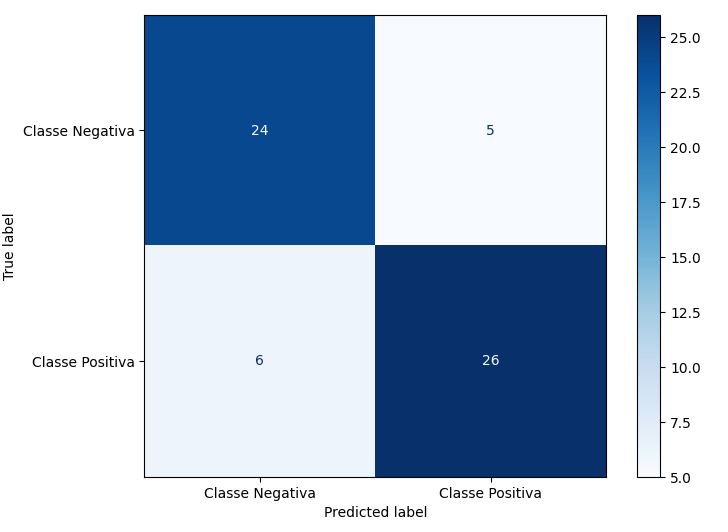 True label
Classe Negativa
24
5
Classe Positiva
6
26
Classe Negativa
Classe Positiva
Predicted label
25.0
22.5
20.0
17.5
15.0
12.5
10.0
7.5
5.0